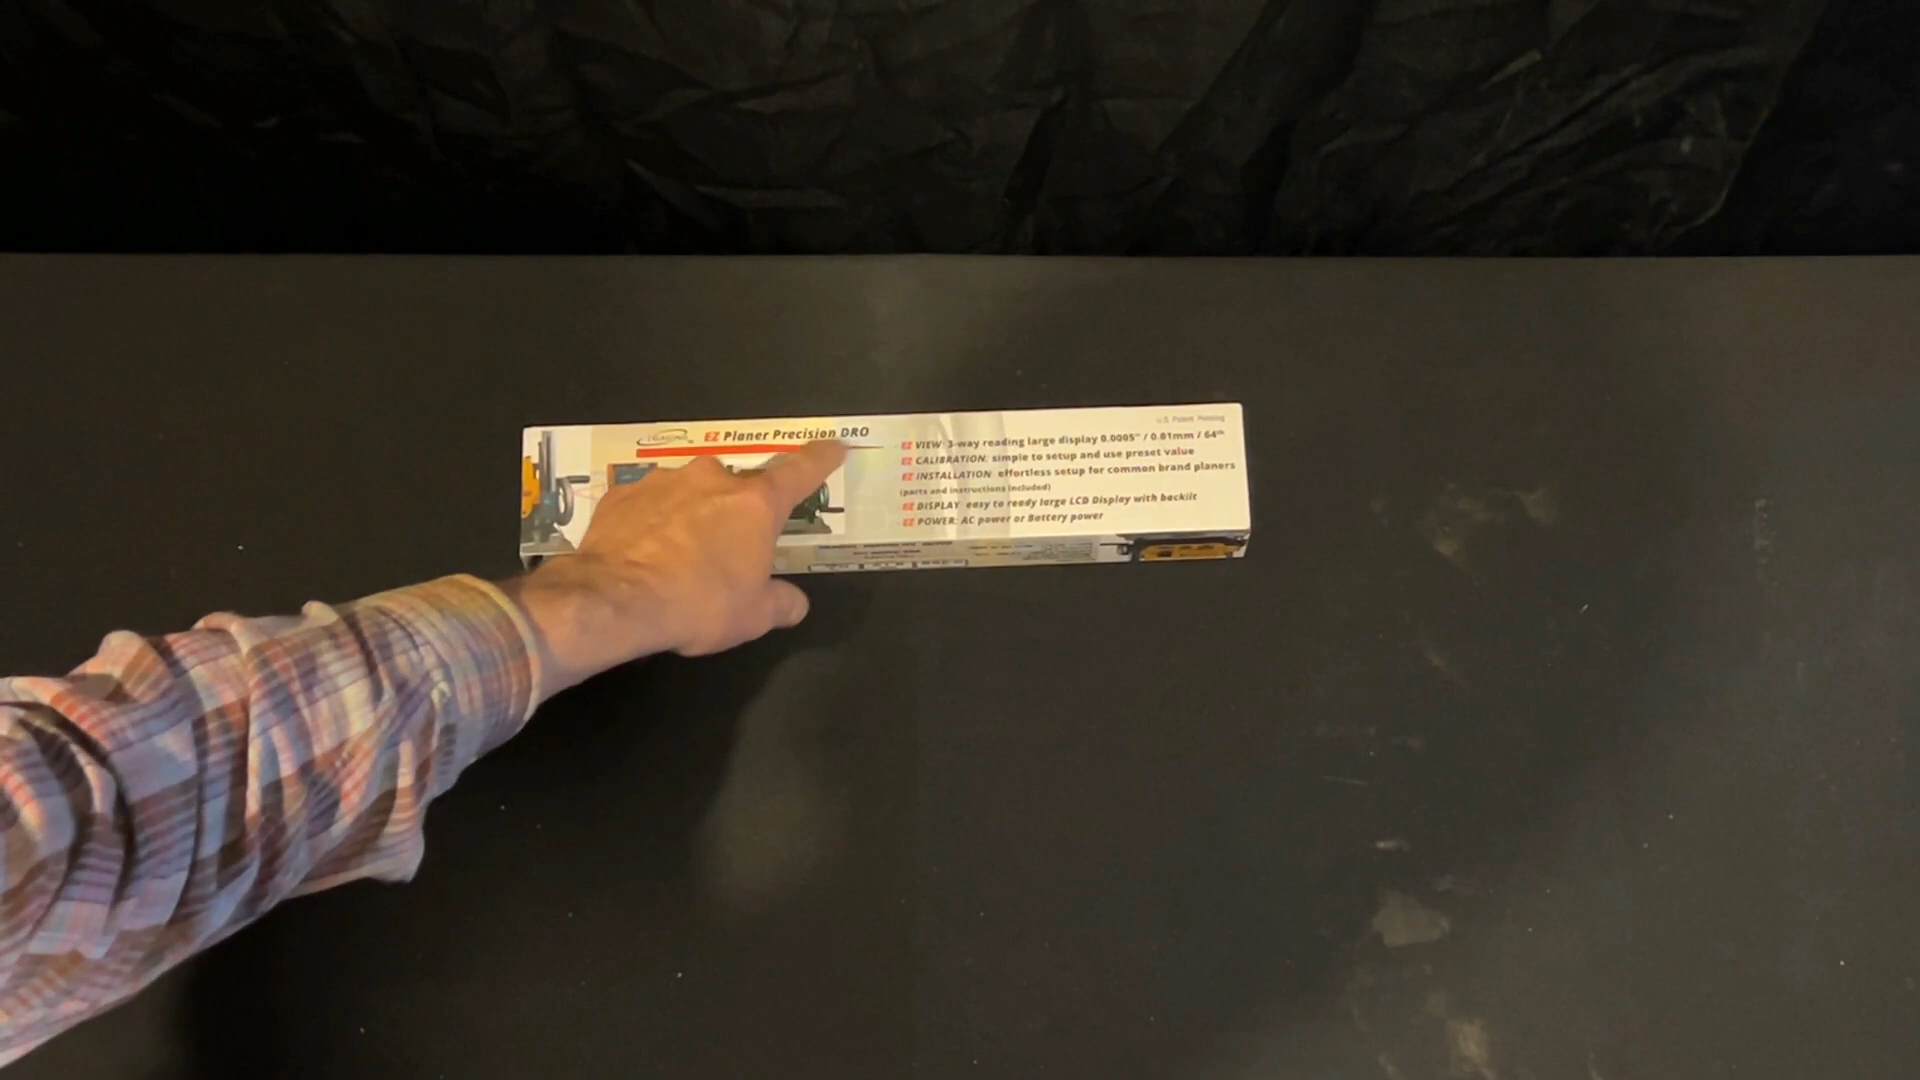 iGAGING
EZ Planer Precision DRO
U.S. Patent Pending
EZ VIEW: 3-way reading large display 0.0005" / 0.01mm / 64ᵗʰ
EZ CALIBRATION: simple to setup and use preset value
EZ INSTALLATION: effortless setup for common brand planers
(parts and instructions included)
EZ DISPLAY: easy to ready large LCD Display with backlit
EZ POWER: AC power or Battery power